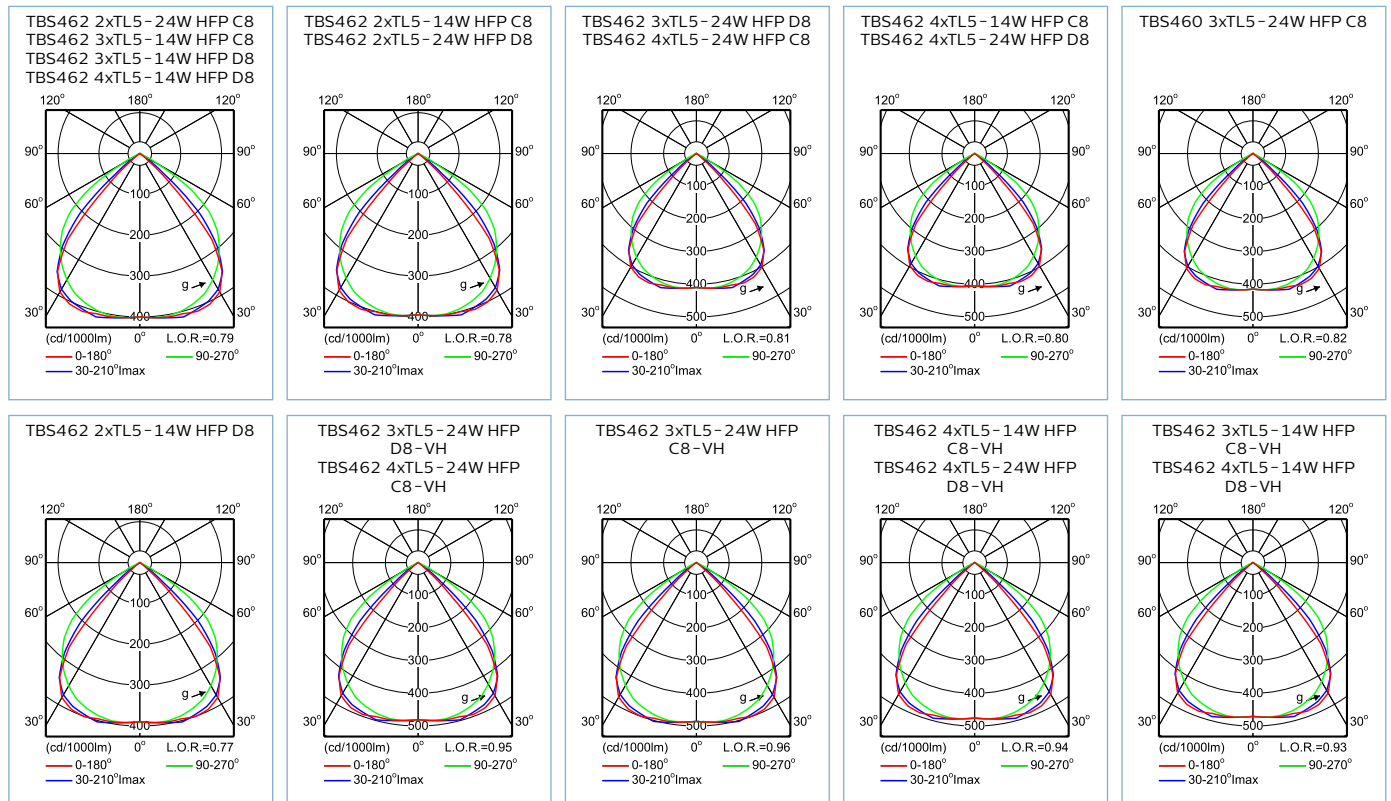 TBS462 2xTL5-24W HFP C8
TBS462 3xTL5-14W HFP C8
TBS462 3xTL5-14W HFP D8
TBS462 4xTL5-14W HFP D8
120° 180° 120°
90° 90°
100
60° 60°
200
300
g
30° 400 30°
(cd/1000lm) 0° L.O.R.=0.79
0-180° 90-270°
30-210°Imax
TBS462 2xTL5-14W HFP C8
TBS462 2xTL5-24W HFP D8
120° 180° 120°
90° 90°
100
60° 60°
200
300
g
30° 400 30°
(cd/1000lm) 0° L.O.R.=0.78
0-180° 90-270°
30-210°Imax
TBS462 3xTL5-24W HFP D8
TBS462 4xTL5-24W HFP C8
120° 180° 120°
90° 90°
100
60° 60°
200
300
400
g
30° 500 30°
(cd/1000lm) 0° L.O.R.=0.81
0-180° 90-270°
30-210°Imax
TBS462 4xTL5-14W HFP C8
TBS462 4xTL5-24W HFP D8
120° 180° 120°
90° 90°
100
60° 60°
200
300
400
g
30° 500 30°
(cd/1000lm) 0° L.O.R.=0.80
0-180° 90-270°
30-210°Imax
TBS460 3xTL5-24W HFP C8
120° 180° 120°
90° 90°
100
60° 60°
200
300
400
g
30° 500 30°
(cd/1000lm) 0° L.O.R.=0.82
0-180° 90-270°
30-210°Imax
TBS462 2xTL5-14W HFP D8
120° 180° 120°
90° 90°
100
60° 60°
200
300
g
30° 400 30°
(cd/1000lm) 0° L.O.R.=0.77
0-180° 90-270°
30-210°Imax
TBS462 3xTL5-24W HFP
D8-VH
TBS462 4xTL5-24W HFP
C8-VH
120° 180° 120°
90° 90°
100
60° 60°
200
300
400
g
30° 500 30°
(cd/1000lm) 0° L.O.R.=0.95
0-180° 90-270°
30-210°Imax
TBS462 3xTL5-24W HFP
C8-VH
120° 180° 120°
90° 90°
100
60° 60°
200
300
400
g
30° 500 30°
(cd/1000lm) 0° L.O.R.=0.96
0-180° 90-270°
30-210°Imax
TBS462 4xTL5-14W HFP
C8-VH
TBS462 4xTL5-24W HFP
D8-VH
120° 180° 120°
90° 90°
100
60° 60°
200
300
400
g
30° 500 30°
(cd/1000lm) 0° L.O.R.=0.94
0-180° 90-270°
30-210°Imax
TBS462 3xTL5-14W HFP
C8-VH
TBS462 4xTL5-14W HFP
D8-VH
120° 180° 120°
90° 90°
100
60° 60°
200
300
400
g
30° 500 30°
(cd/1000lm) 0° L.O.R.=0.93
0-180° 90-270°
30-210°Imax